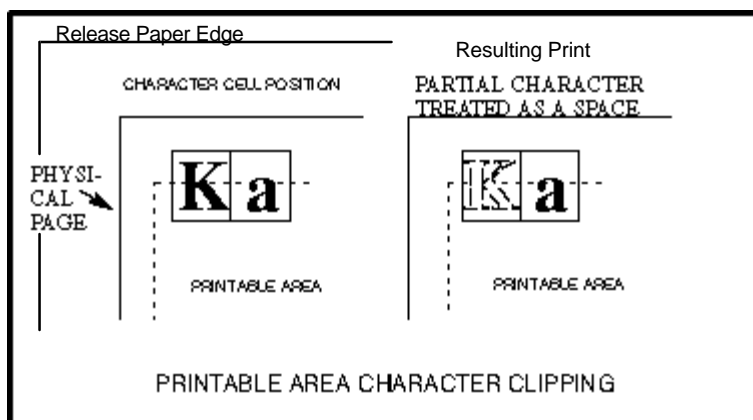 Release Paper Edge
CHARACTER CELL POSITION
PHYSI-
CAL
PAGE
Ka
PRINTABLE AREA
Resulting Print
PARTIAL CHARACTER
TREATED AS A SPACE
Ka
PRINTABLE AREA
PRINTABLE AREA CHARACTER CLIPPING